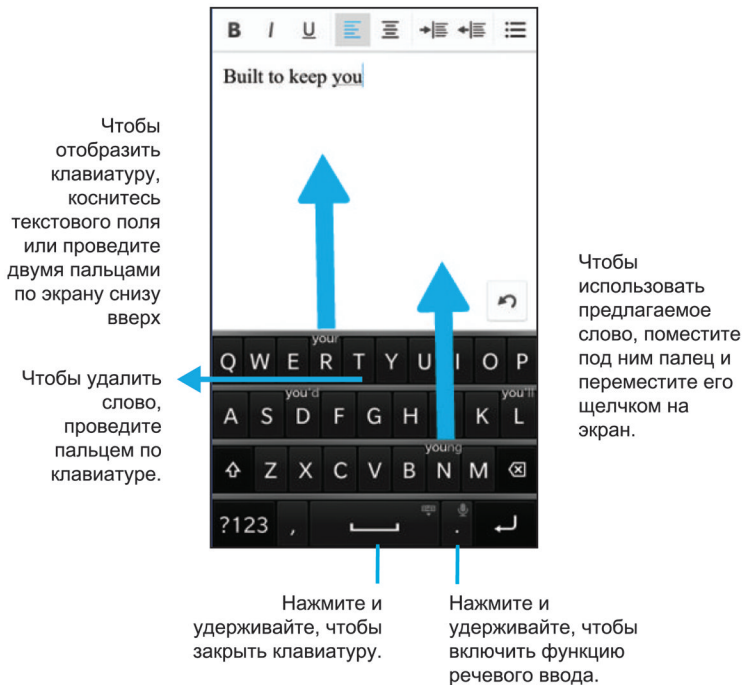 B I U
Built to keep you
Чтобы
отобразить
клавиатуру,
коснитесь
текстового поля
или проведите
двумя пальцами
по экрану снизу
вверх
Чтобы
использовать
предлагаемое
слово, поместите
под ним палец и
переместите его
щелчком на
экран.
Чтобы удалить
слово,
проведите
пальцем по
клавиатуре.
your
Q W E R T Y U I O P
you'd you'll
A S D F G H K L
young
Z X C V B N M
?123 , .
Нажмите и
удерживайте, чтобы
закрыть клавиатуру.
Нажмите и
удерживайте, чтобы
включить функцию
речевого ввода.